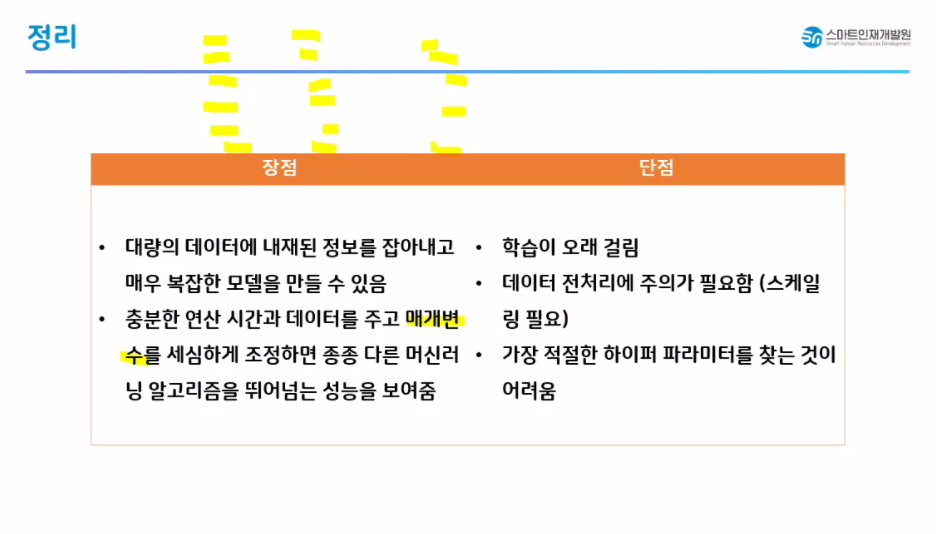 정리
스마트인재개발원
Smart Human Resources Development
장점
단점
• 대량의 데이터에 내재된 정보를 잡아내고
매우 복잡한 모델을 만들 수 있음
• 충분한 연산 시간과 데이터를 주고 매개변
수를 세심하게 조정하면 종종 다른 머신러
닝 알고리즘을 뛰어넘는 성능을 보여줌
• 학습이 오래 걸림
• 데이터 전처리에 주의가 필요함 (스케일
링 필요)
• 가장 적절한 하이퍼 파라미터를 찾는 것이
어려움